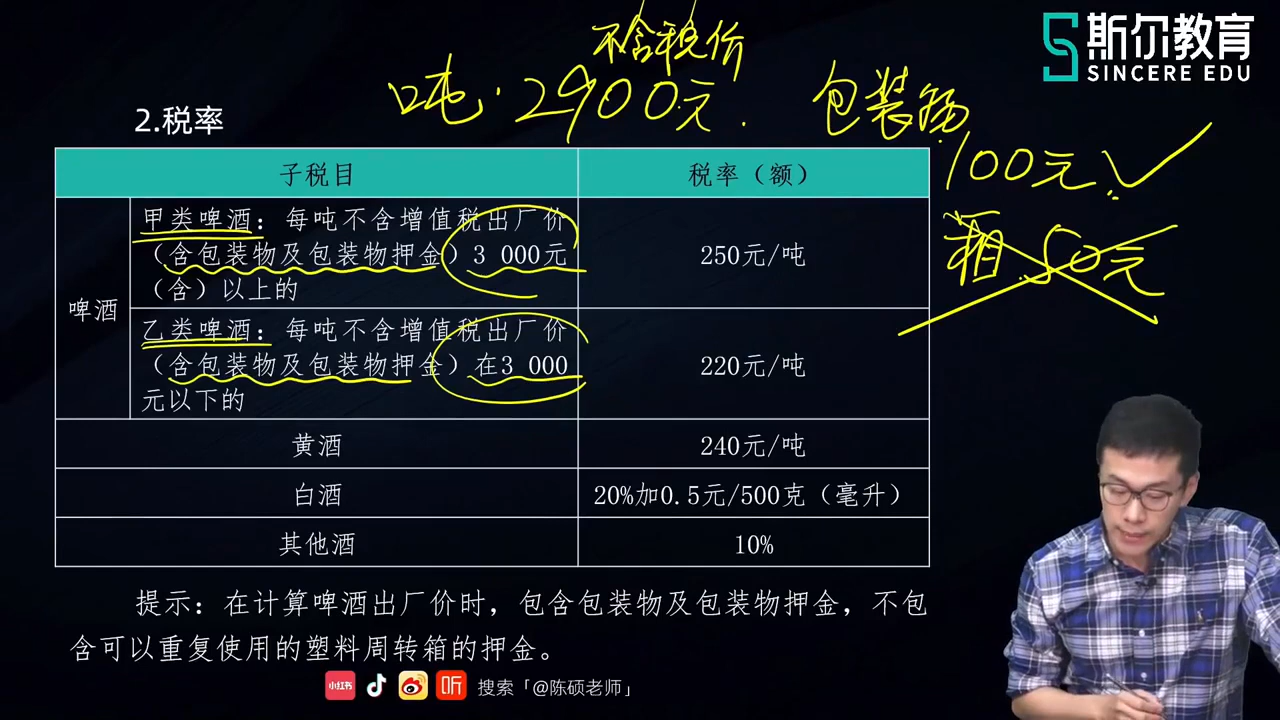 斯尔教育
SINCERE EDU
不含税价
口吨·2900元.
包装物
100元
箱 50元
2.税率
子税目
税率（额）
啤酒
甲类啤酒：每吨不含增值税出厂价
（含包装物及包装物押金）3 000元
（含）以上的
250元/吨
乙类啤酒：每吨不含增值税出厂价
（含包装物及包装物押金）在3 000
元以下的
220元/吨
黄酒
240元/吨
白酒
20%加0.5元/500克（毫升）
其他酒
10%
提示：在计算啤酒出厂价时，包含包装物及包装物押金，不包
含可以重复使用的塑料周转箱的押金。
小红书
听
搜索「@陈硕老师」